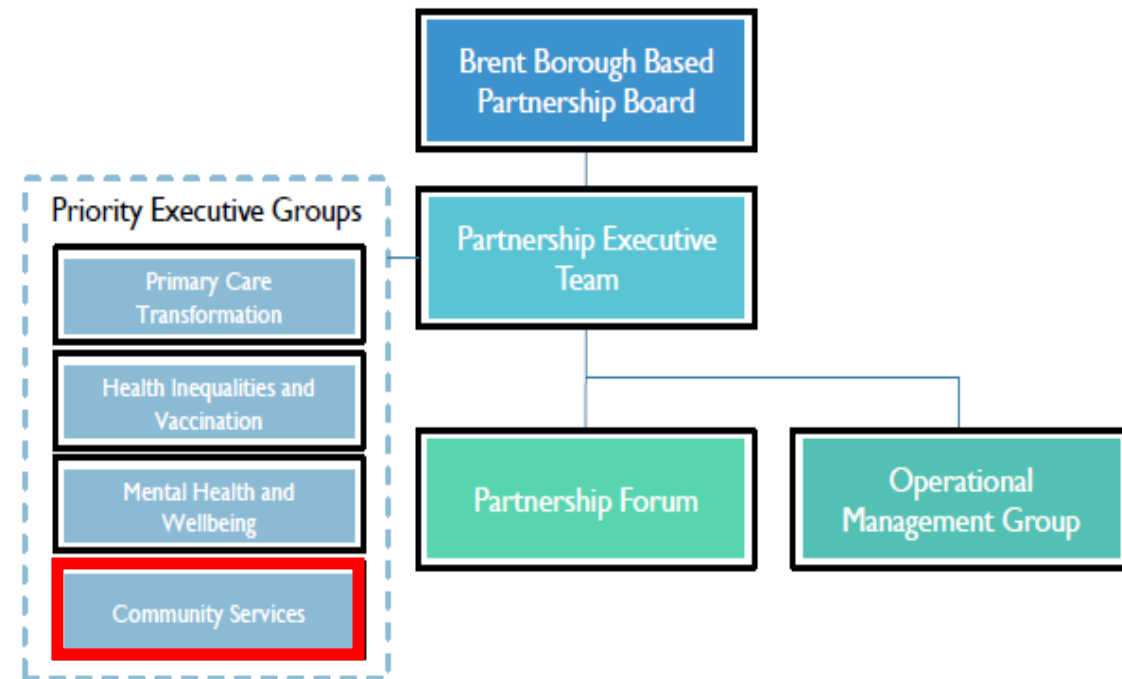 Brent Borough Based
Partnership Board
Priority Executive Groups
Partnership Executive
Team
Primary Care
Transformation
Health Inequalities and
Vaccination
Mental Health and
Wellbeing
Community Services
Partnership Forum
Operational
Management Group